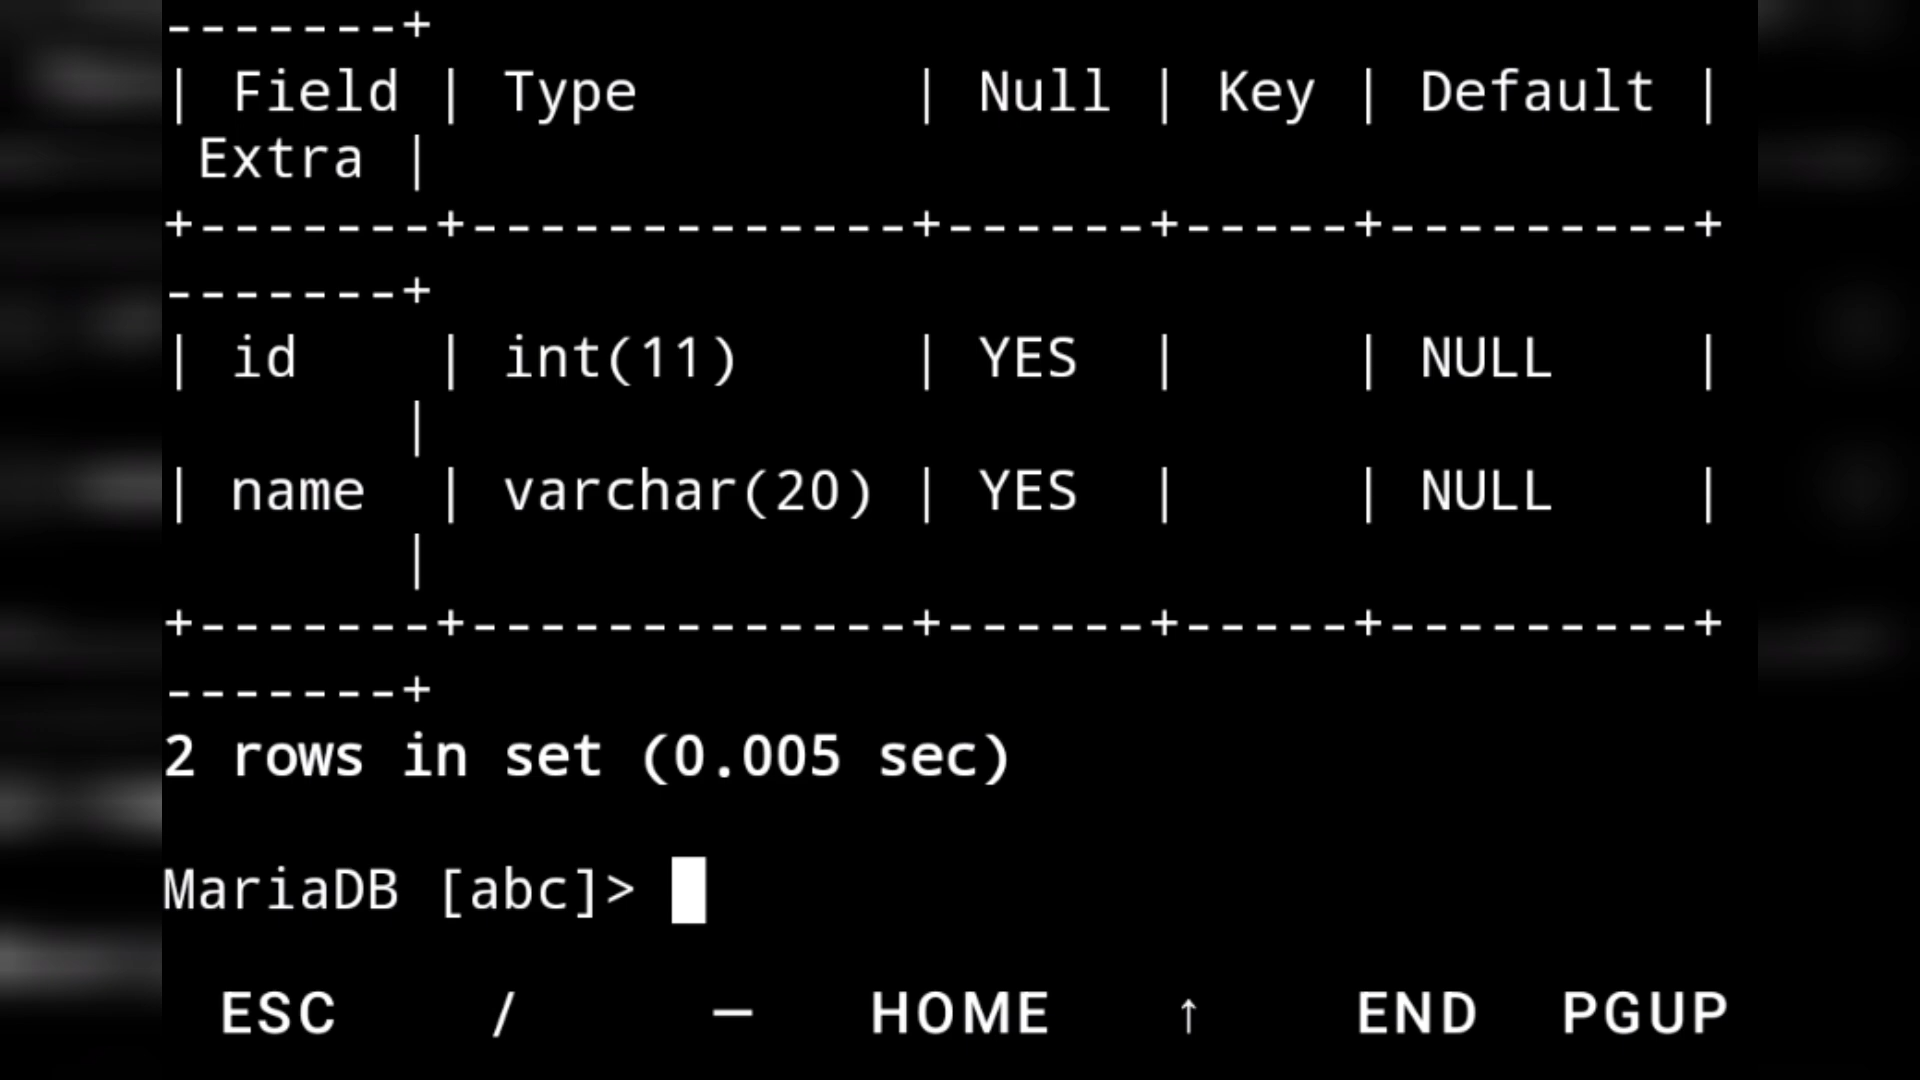 -------+
| Field | Type        | Null | Key | Default |
 Extra |
+-------+-------------+------+-----+---------+
-------+
| id    | int(11)     | YES  |     | NULL    |
       |
| name  | varchar(20) | YES  |     | NULL    |
       |
+-------+-------------+------+-----+---------+
-------+
2 rows in set (0.005 sec)
MariaDB [abc]>
ESC / — HOME ↑ END PGUP